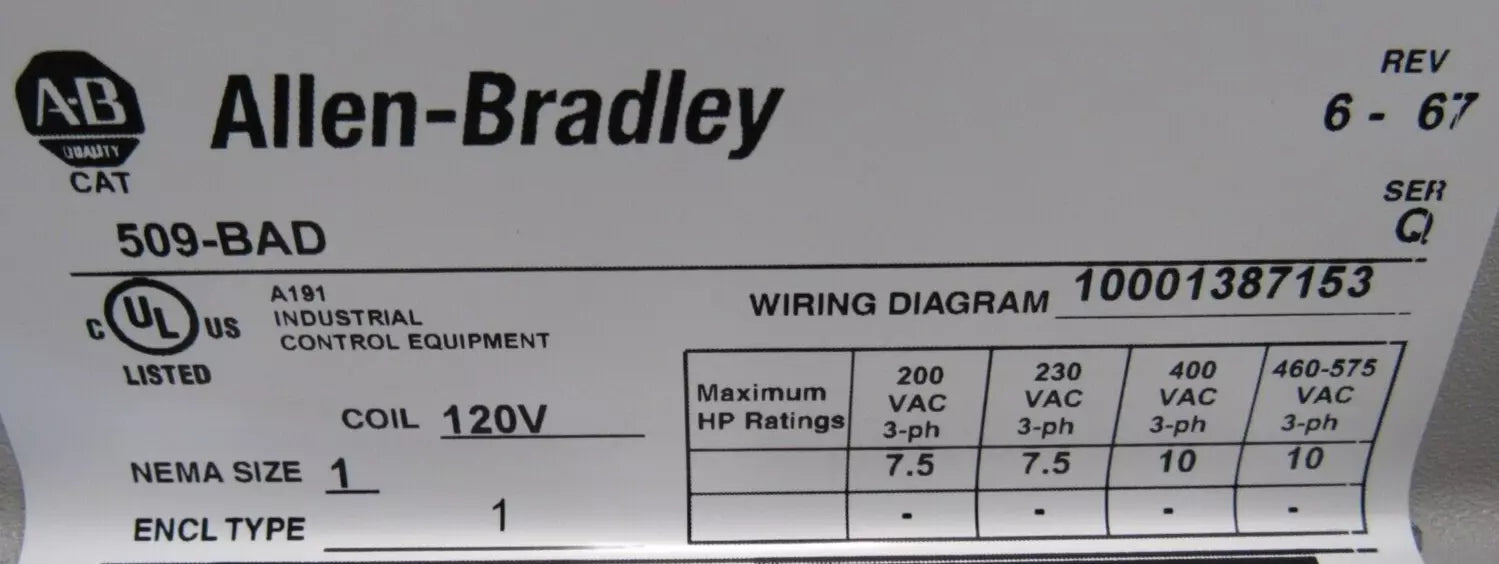 A-B
QUALITY
Allen-Bradley
REV
6 - 67
CAT
SER
Q
509-BAD
C UL US
LISTED
A191
INDUSTRIAL
CONTROL EQUIPMENT
WIRING DIAGRAM 10001387153
COIL 120V
NEMA SIZE 1
ENCL TYPE 1
Maximum HP Ratings 200 VAC 3-ph 230 VAC 3-ph 400 VAC 3-ph 460-575 VAC 3-ph
7.5 7.5 10 10
- - - -